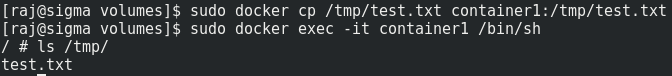 [raj@sigma volumes]$ sudo docker cp /tmp/test.txt container1:/tmp/test.txt
[raj@sigma volumes]$ sudo docker exec -it container1 /bin/sh
/ # ls /tmp/
test.txt